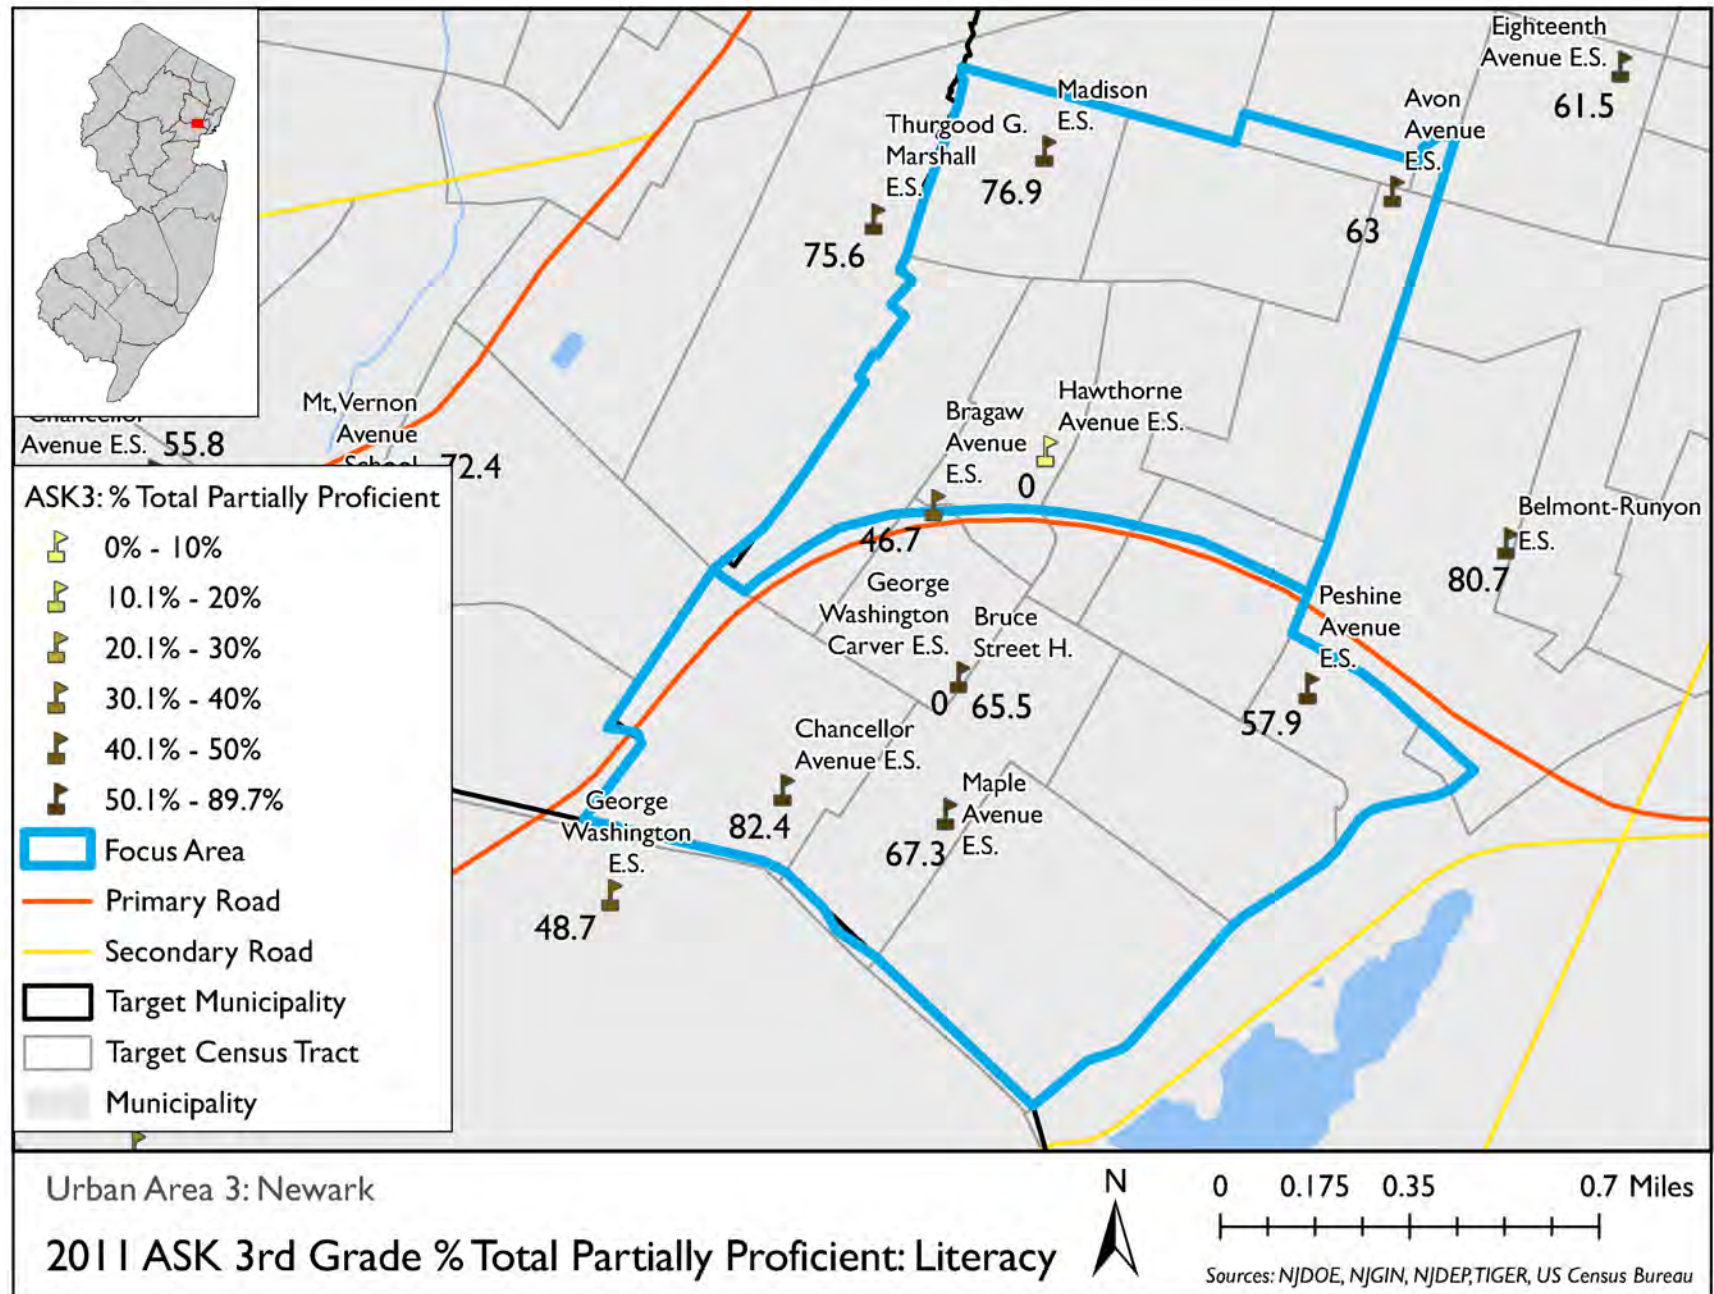 Eighteenth
Avenue E.S.
61.5
Madison
E.S.
76.9
Avon
Avenue
E.S.
63
Thurgood G.
Marshall
E.S.
75.6
Chancellor
Avenue E.S. 55.8
Mt. Vernon
Avenue
School
72.4
Bragaw
Avenue
E.S.
46.7
Hawthorne
Avenue E.S.
0
Belmont-Runyon
E.S.
80.7
George
Washington
Carver E.S.
0
Bruce
Street H.
65.5
Peshine
Avenue
E.S.
57.9
Chancellor
Avenue E.S.
82.4
Maple
Avenue
E.S.
67.3
George
Washington
E.S.
48.7
ASK3: % Total Partially Proficient
0% - 10%
10.1% - 20%
20.1% - 30%
30.1% - 40%
40.1% - 50%
50.1% - 89.7%
Focus Area
Primary Road
Secondary Road
Target Municipality
Target Census Tract
Municipality
Urban Area 3: Newark
2011 ASK 3rd Grade % Total Partially Proficient: Literacy
N
0 0.175 0.35 0.7 Miles
Sources: NJDOE, NJGIN, NJDEP, TIGER, US Census Bureau